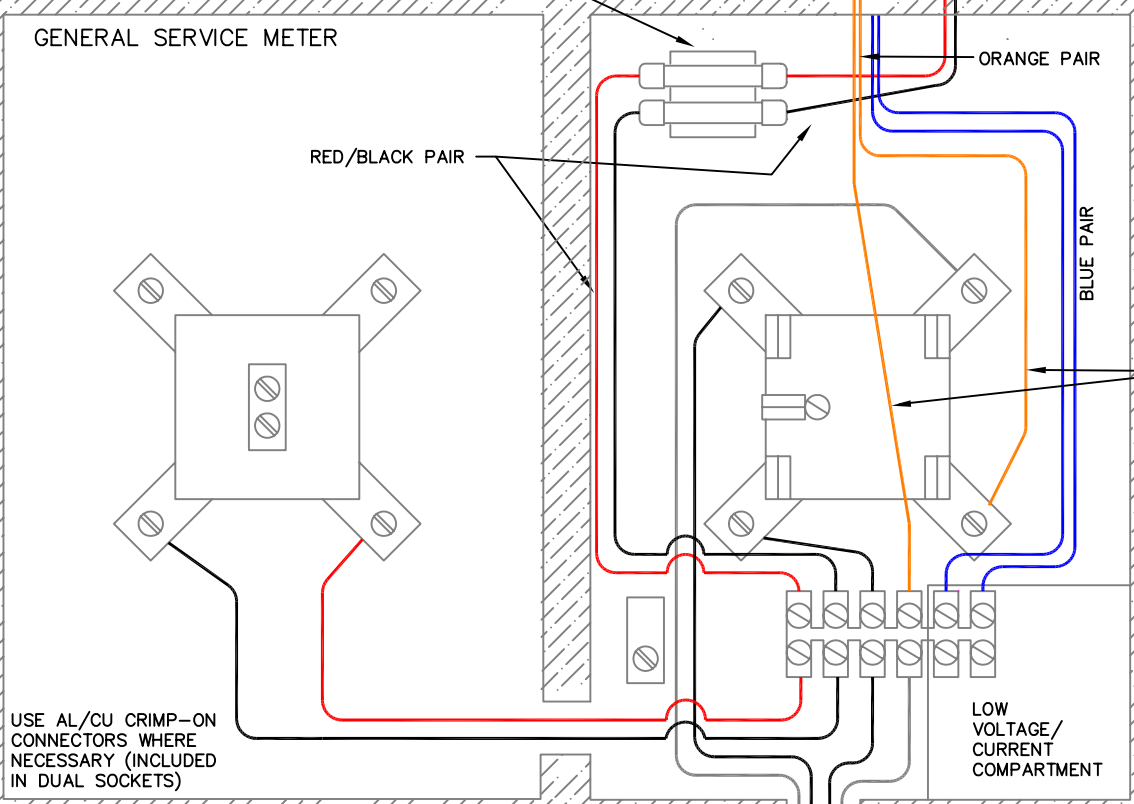 GENERAL SERVICE METER
ORANGE PAIR
RED/BLACK PAIR
BLUE PAIR
USE AL/CU CRIMP-ON
CONNECTORS WHERE
NECESSARY (INCLUDED
IN DUAL SOCKETS)
LOW
VOLTAGE/
CURRENT
COMPARTMENT